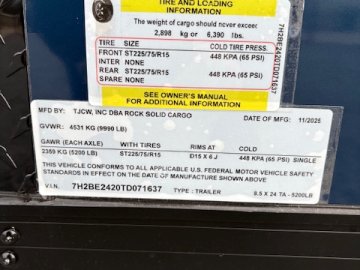 TIRE AND LOADING
INFORMATION
The weight of cargo should never exceed
2,898 kg or 6,390 lbs.
TIRE SIZE COLD TIRE PRESS.
FRONT ST225/75/R15 448 KPA (65 PSI)
INTER NONE
REAR ST225/75/R15 448 KPA (65 PSI)
SPARE NONE
SEE OWNER'S MANUAL
FOR ADDITIONAL INFORMATION
7H2BE2420TD071637
MFD BY: TJCW, INC DBA ROCK SOLID CARGO DATE OF MFG: 11/2025
GVWR: 4531 KG (9990 LB)
GAWR (EACH AXLE) WITH TIRES RIMS AT COLD
2359 KG (5200 LB) ST225/75/R15 15 X 6 J 448 KPA (65 PSI) SINGLE
THIS VEHICLE CONFORMS TO ALL APPLICABLE U.S. FEDERAL MOTOR VEHICLE SAFETY
STANDARDS IN EFFECT ON THE DATE OF MANUFACTURE SHOWN ABOVE.
V.I.N. 7H2BE2420TD071637 TYPE: TRAILER 8.5 X 24 TA - 5200LB